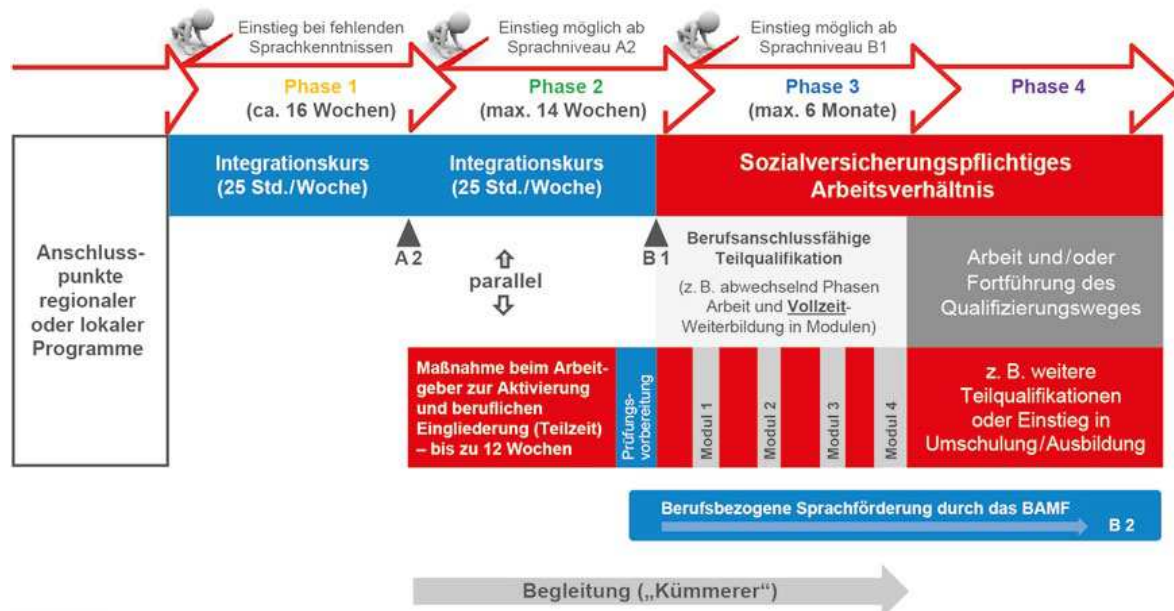 Einstieg bei fehlenden
Sprachkenntnissen
Einstieg möglich ab
Sprachniveau A2
Einstieg möglich ab
Sprachniveau B1
Phase 1
(ca. 16 Wochen)
Phase 2
(max. 14 Wochen)
Phase 3
(max. 6 Monate)
Phase 4
Anschluss-
punkte
regionaler
oder lokaler
Programme
Integrationskurs
(25 Std./Woche)
Integrationskurs
(25 Std./Woche)
Sozialversicherungspflichtiges
Arbeitsverhältnis
A 2
parallel
B 1
Berufsanschlussfähige
Teilqualifikation
(z. B. abwechselnd Phasen
Arbeit und Vollzeit-
Weiterbildung in Modulen)
Arbeit und/oder
Fortführung des
Qualifizierungsweges
Maßnahme beim Arbeit-
geber zur Aktivierung
und beruflichen
Eingliederung (Teilzeit)
– bis zu 12 Wochen
Prüfungs-
vorbereitung
Modul 1
Modul 2
Modul 3
Modul 4
z. B. weitere
Teilqualifikationen
oder Einstieg in
Umschulung/Ausbildung
Berufsbezogene Sprachförderung durch das BAMF
B 2
Begleitung („Kümmerer“)